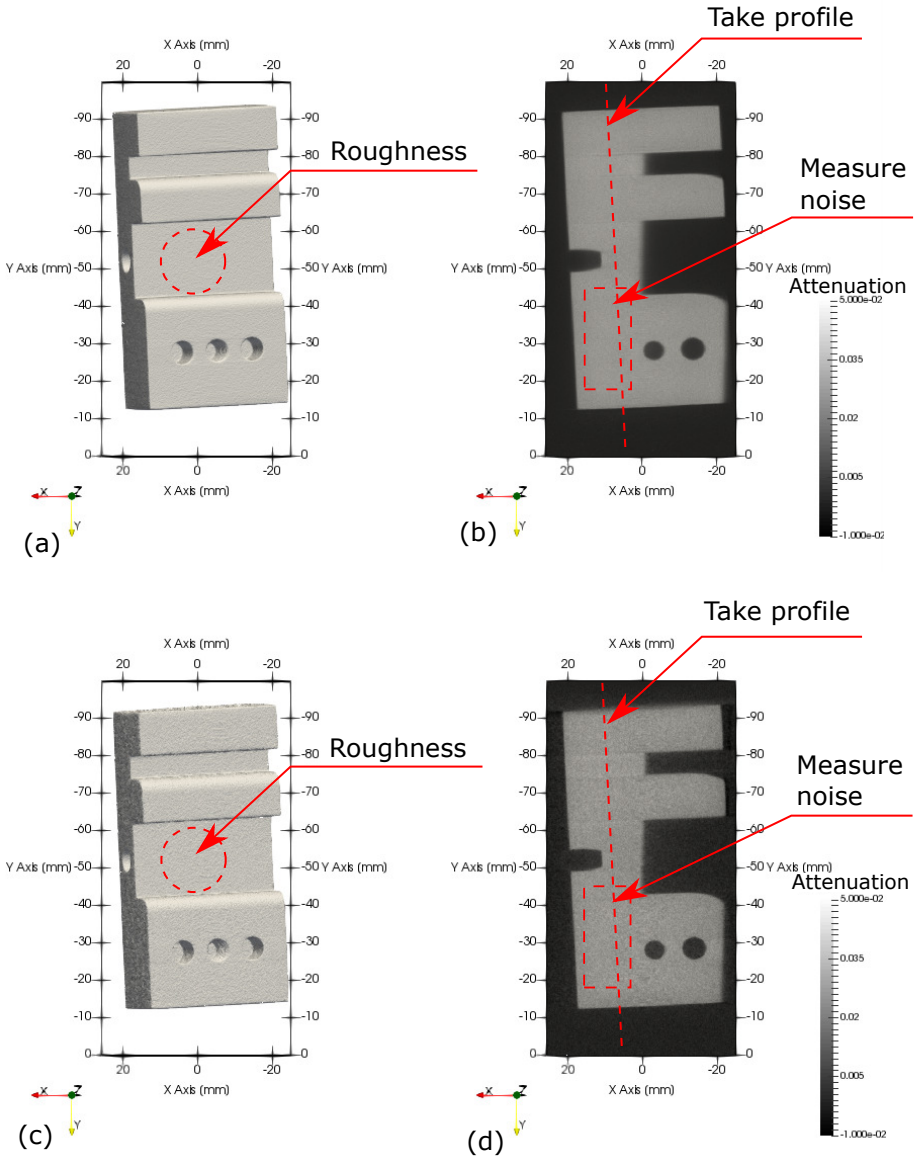 Take profile
X Axis (mm)
20 0 -20
X Axis (mm)
20 0 -20
-90 -90 -90 -90
-80 -80 -80 -80
Roughness
Measure
noise
-70 -70 -70 -70
-60 -60 -60 -60
Y Axis (mm) -50 -50 Y Axis (mm) Y Axis (mm) -50 -50 Y Axis (mm)
Attenuation
-40 -40 -40 -40
5.000e-02
-30 -30 -30 -30
0.035
-20 -20 -20 -20
0.02
-10 -10 -10 -10
0.005
0 0 0 0
-1.000e-02
20 0 -20
X Axis (mm)
20 0 -20
X Axis (mm)
X Z
Y
X Z
Y
(a)
(b)
Take profile
X Axis (mm)
20 0 -20
X Axis (mm)
20 0 -20
-90 -90 -90 -90
-80 -80 -80 -80
Roughness
Measure
noise
-70 -70 -70 -70
-60 -60 -60 -60
Y Axis (mm) -50 -50 Y Axis (mm) Y Axis (mm) -50 -50 Y Axis (mm)
Attenuation
-40 -40 -40 -40
5.000e-02
-30 -30 -30 -30
0.035
-20 -20 -20 -20
0.02
-10 -10 -10 -10
0.005
0 0 0 0
-1.000e-02
20 0 -20
X Axis (mm)
20 0 -20
X Axis (mm)
X Z
Y
X Z
Y
(c)
(d)